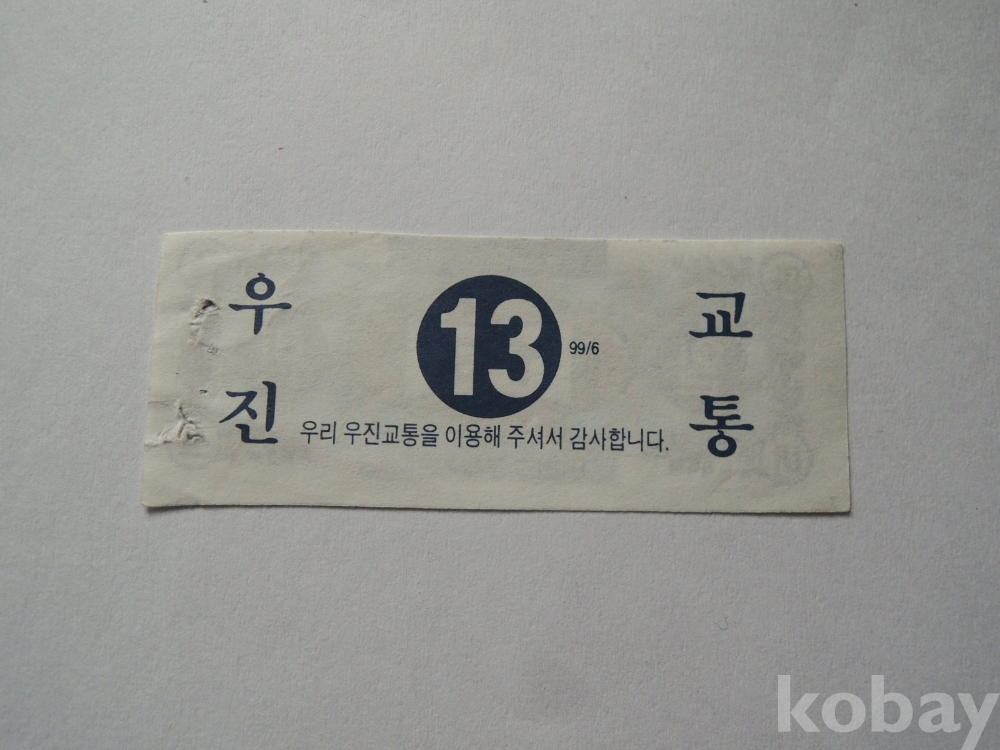 우진
교통
13
99/6
우리 우진교통을 이용해 주셔서 감사합니다.
kobay